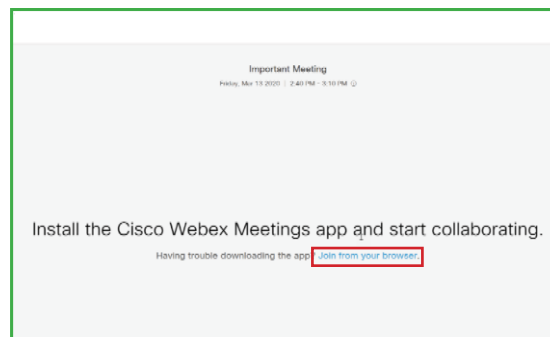 Important Meeting
Friday, Mar 13 2020 | 2:40 PM - 3:10 PM
Install the Cisco Webex Meetings app and start collaborating.
Having trouble downloading the app? Join from your browser.